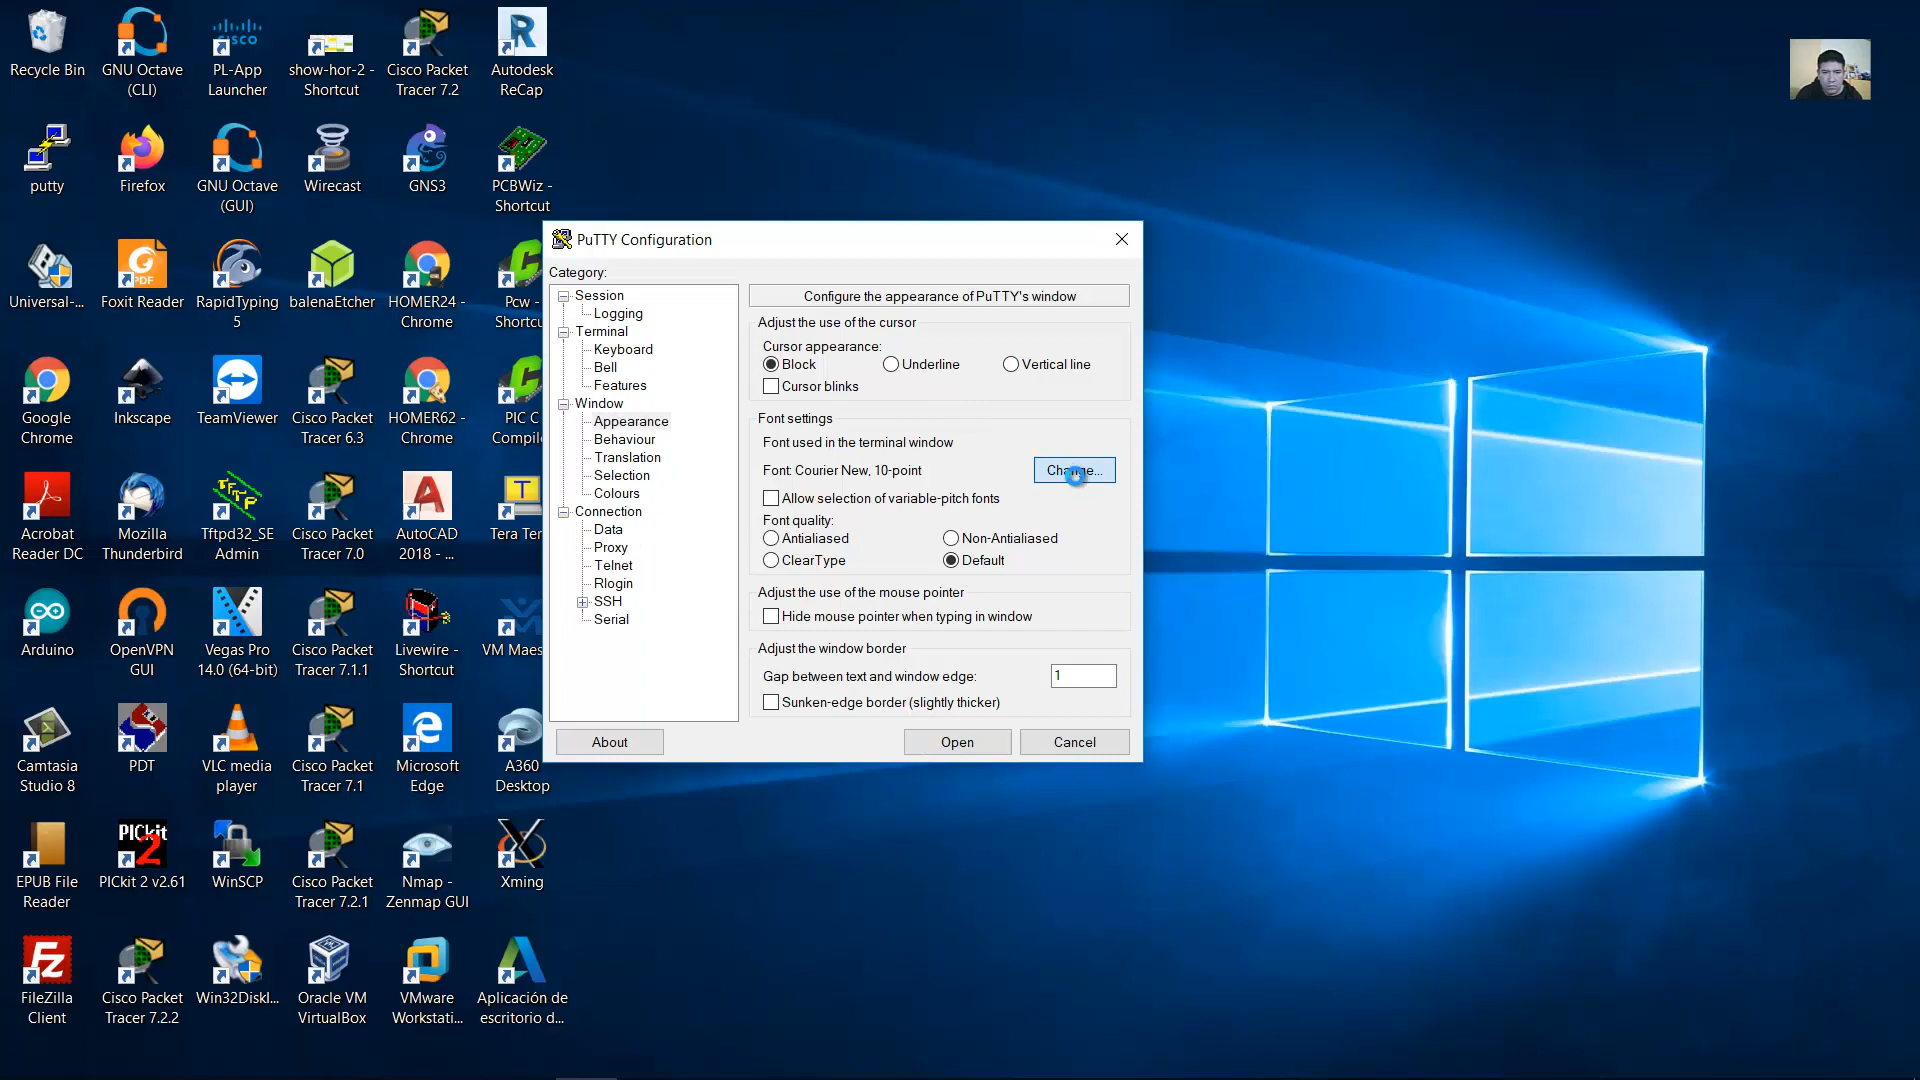 Recycle Bin
GNU Octave
(CLI)
PL-App
Launcher
show-hor-2 -
Shortcut
Cisco Packet
Tracer 7.2
Autodesk
ReCap
putty
Firefox
GNU Octave
(GUI)
Wirecast
GNS3
PCBWiz -
Shortcut
Universal-...
Foxit Reader
RapidTyping
5
balenaEtcher
HOMER24 -
Chrome
Pcw -
Shortcu
Google
Chrome
Inkscape
TeamViewer
Cisco Packet
Tracer 6.3
HOMER62 -
Chrome
PIC C
Compil
Acrobat
Reader DC
Mozilla
Thunderbird
Tftpd32_SE
Admin
Cisco Packet
Tracer 7.0
AutoCAD
2018 - ...
Tera Ter
Arduino
OpenVPN
GUI
Vegas Pro
14.0 (64-bit)
Cisco Packet
Tracer 7.1.1
Livewire -
Shortcut
VM Maes
Camtasia
Studio 8
PDT
VLC media
player
Cisco Packet
Tracer 7.1
Microsoft
Edge
A360
Desktop
EPUB File
Reader
PICkit
2
PICkit 2 v2.61
WinSCP
Cisco Packet
Tracer 7.2.1
Nmap -
Zenmap GUI
Xming
FileZilla
Client
Cisco Packet
Tracer 7.2.2
Win32DiskI...
Oracle VM
VirtualBox
VMware
Workstati...
Aplicación de
escritorio d...
PuTTY Configuration
Category:
Session
Logging
Terminal
Keyboard
Bell
Features
Window
Appearance
Behaviour
Translation
Selection
Colours
Connection
Data
Proxy
Telnet
Rlogin
SSH
Serial
Configure the appearance of PuTTY's window
Adjust the use of the cursor
Cursor appearance:
Block
Underline
Vertical line
Cursor blinks
Font settings
Font used in the terminal window
Font: Courier New, 10-point
Allow selection of variable-pitch fonts
Font quality:
Antialiased
Non-Antialiased
ClearType
Default
Adjust the use of the mouse pointer
Hide mouse pointer when typing in window
Adjust the window border
Gap between text and window edge:
1
Sunken-edge border (slightly thicker)
About
Open
Cancel